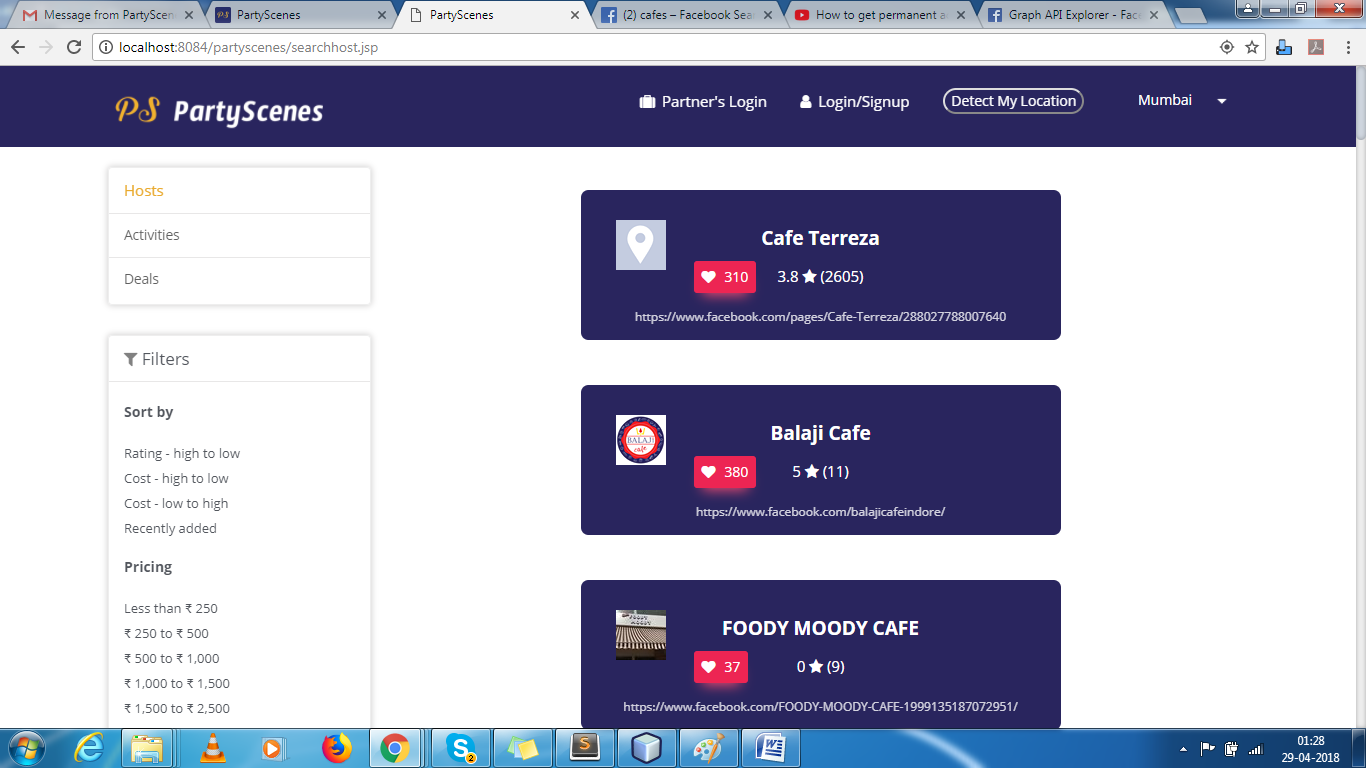 Message from PartyScene
PartyScenes
PartyScenes
(2) cafes – Facebook Sea
How to get permanent a
Graph API Explorer - Face
localhost:8084/partyscenes/searchhost.jsp
PS PartyScenes
Partner's Login
Login/Signup
Detect My Location
Mumbai
Hosts
Activities
Deals
Filters
Sort by
Rating - high to low
Cost - high to low
Cost - low to high
Recently added
Pricing
Less than ₹ 250
₹ 250 to ₹ 500
₹ 500 to ₹ 1,000
₹ 1,000 to ₹ 1,500
₹ 1,500 to ₹ 2,500
Cafe Terreza
310 3.8 (2605)
https://www.facebook.com/pages/Cafe-Terreza/288027788007640
BALAJI
cafe
Balaji Cafe
380 5 (11)
https://www.facebook.com/balajicafeindore/
FOODY MOODY
FOODY MOODY CAFE
37 0 (9)
https://www.facebook.com/FOODY-MOODY-CAFE-1999135187072951/
2
01:28
29-04-2018